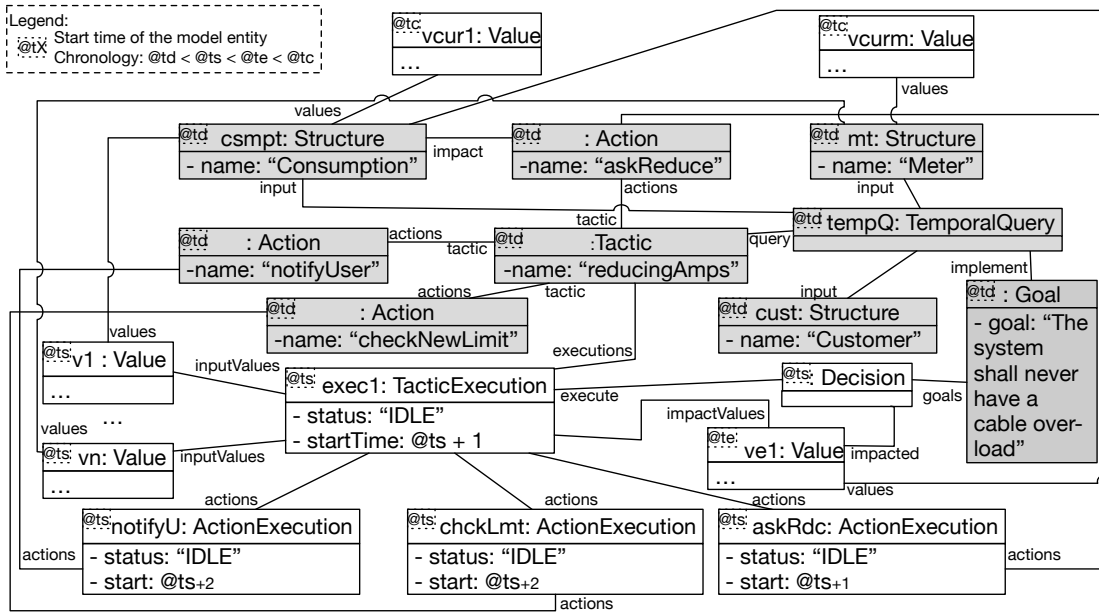 Legend:
@tX Start time of the model entity
Chronology: @td < @ts < @te < @tc
@tc vcur1: Value
...
@tc vcurm: Value
...
values
values
@td csmpt: Structure
- name: “Consumption”
impact
@td : Action
-name: “askReduce”
@td mt: Structure
- name: “Meter”
input
actions
input
tactic
@td tempQ: TemporalQuery
@td : Action
-name: “notifyUser”
actions
tactic
@td :Tactic
-name: “reducingAmps”
query
implement
actions
tactic
input
@td : Action
-name: “checkNewLimit”
@td cust: Structure
- name: “Customer”
@td : Goal
- goal: “The
system
shall never
have a
cable over-
load”
values
@ts v1 : Value
...
inputValues
executions
@ts exec1: TacticExecution
- status: “IDLE”
- startTime: @ts + 1
execute
@ts : Decision
goals
...
values
@ts vn: Value
...
inputValues
impactValues
@te ve1: Value
...
impacted
values
actions
actions
actions
@ts notifyU: ActionExecution
- status: “IDLE”
- start: @ts+2
actions
@ts chckLmt: ActionExecution
- status: “IDLE”
- start: @ts+2
actions
@ts askRdc: ActionExecution
- status: “IDLE”
- start: @ts+1
actions